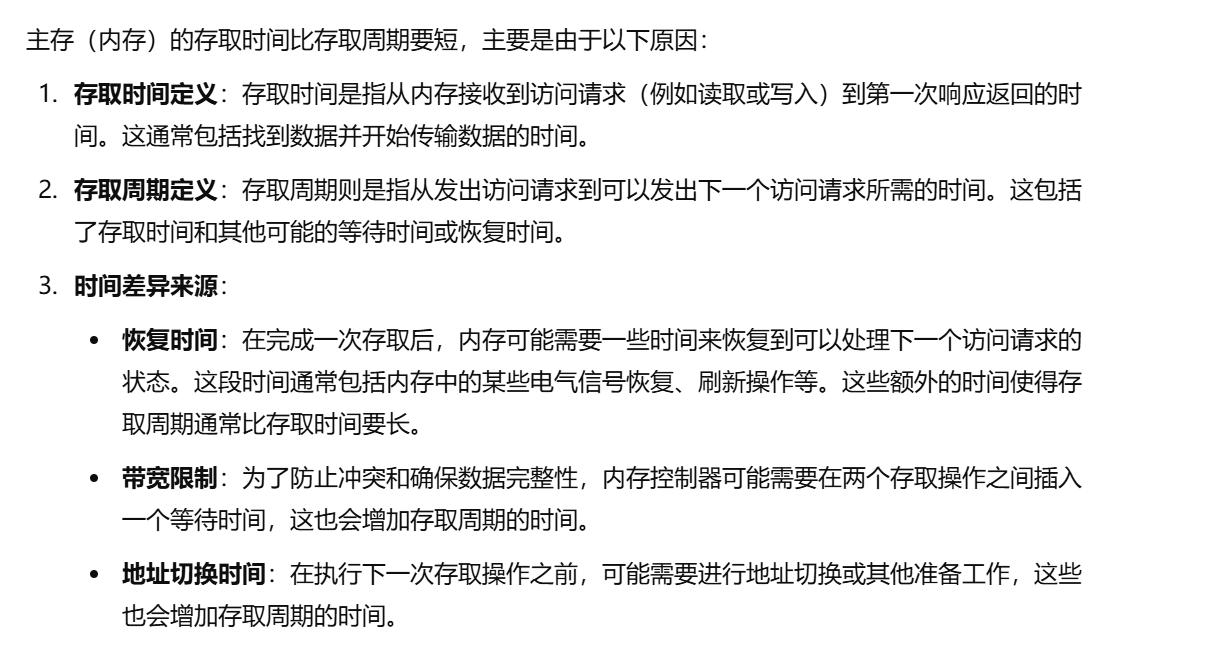 主存（内存）的存取时间比存取周期要短，主要是由于以下原因：
1. 存取时间定义：存取时间是指从内存接收到访问请求（例如读取或写入）到第一次响应返回的时
间。这通常包括找到数据并开始传输数据的时间。
2. 存取周期定义：存取周期则是指从发出访问请求到可以发出下一个访问请求所需的时间。这包括
了存取时间和其他可能的等待时间或恢复时间。
3. 时间差异来源：
• 恢复时间：在完成一次存取后，内存可能需要一些时间来恢复到可以处理下一个访问请求的
状态。这段时间通常包括内存中的某些电气信号恢复、刷新操作等。这些额外的时间使得存
取周期通常比存取时间要长。
• 带宽限制：为了防止冲突和确保数据完整性，内存控制器可能需要在两个存取操作之间插入
一个等待时间，这也会增加存取周期的时间。
• 地址切换时间：在执行下一次存取操作之前，可能需要进行地址切换或其他准备工作，这些
也会增加存取周期的时间。